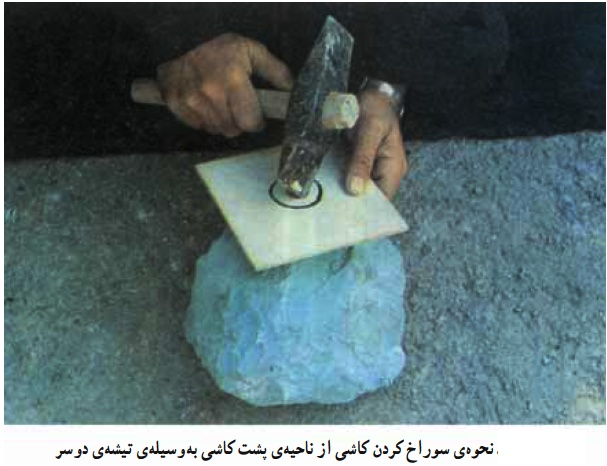 . نحوه‌ی سوراخ کردن کاشی از ناحیه‌ی پشت کاشی به‌وسیله‌ی تیشه‌ی دوسر